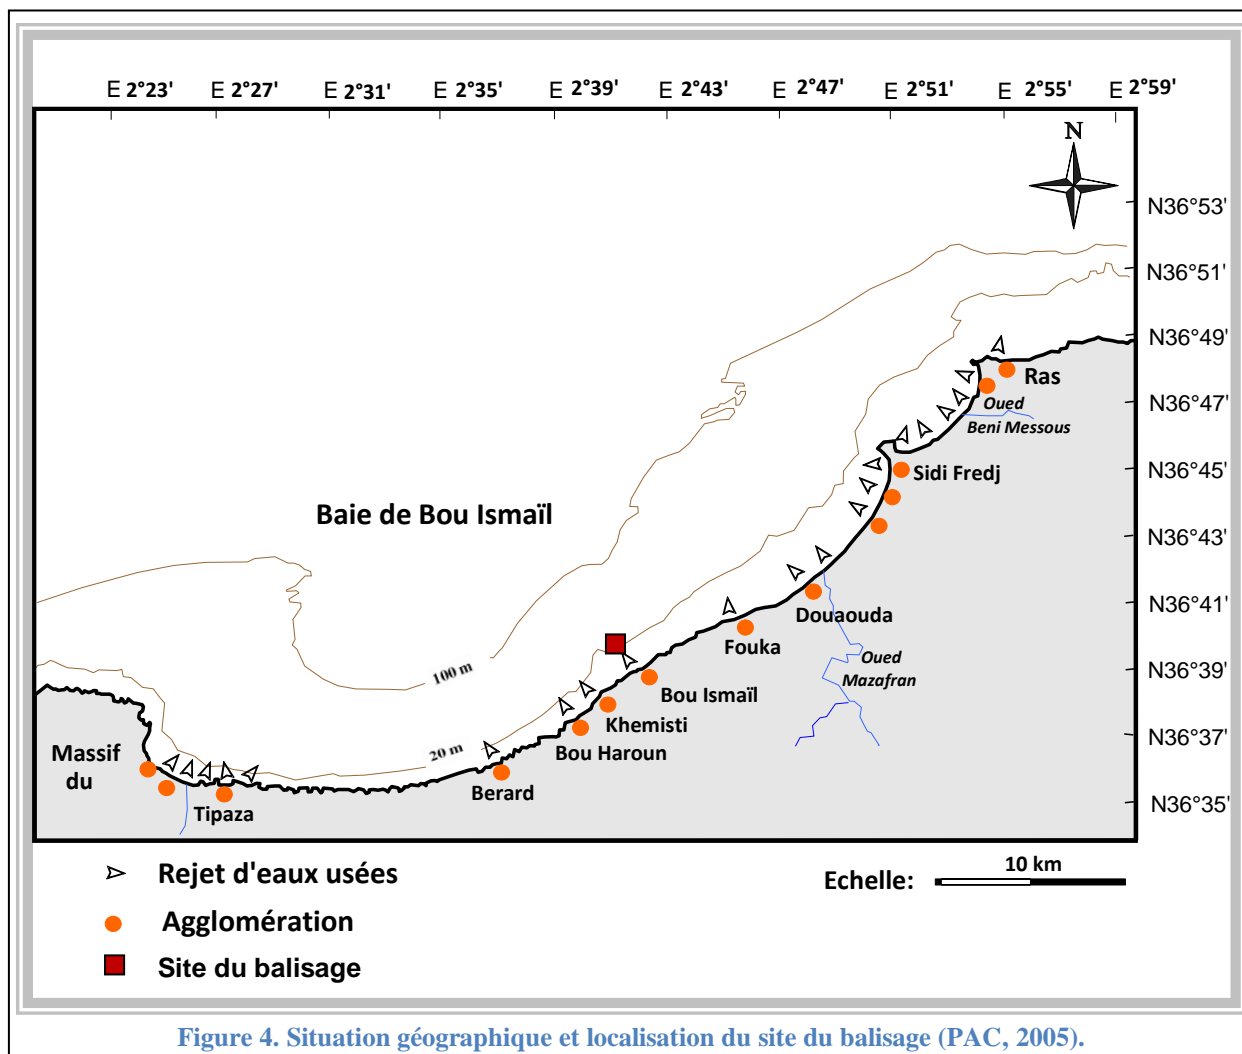 E 2°23' E 2°27' E 2°31' E 2°35' E 2°39' E 2°43' E 2°47' E 2°51' E 2°55' E 2°59'
N
N36°53'
N36°51'
N36°49'
Ras
N36°47'
Oued
Beni Messous
N36°45'
Sidi Fredj
Baie de Bou Ismaïl
N36°43'
N36°41'
Douaouda
Fouka
Oued
Mazafran
N36°39'
100 m
Bou Ismaïl
Khemisti
N36°37'
Bou Haroun
20 m
Massif
du
Berard
N36°35'
Tipaza
Rejet d'eaux usées
10 km
Echelle:
Agglomération
Site du balisage
Figure 4. Situation géographique et localisation du site du balisage (PAC, 2005).